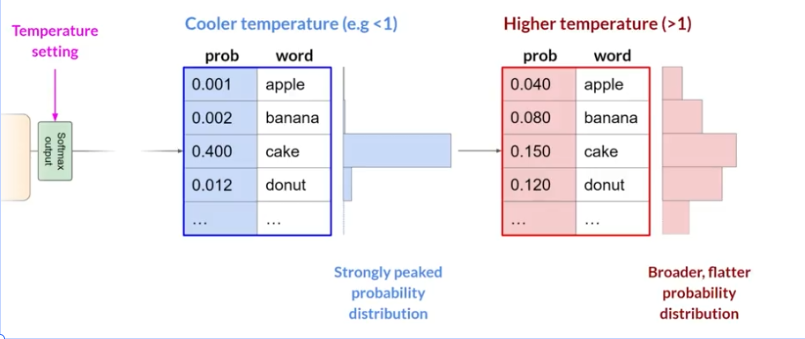 Temperature
setting
Softmax
output
Cooler temperature (e.g <1)
prob word
0.001 apple
0.002 banana
0.400 cake
0.012 donut
... ...
Strongly peaked
probability
distribution
Higher temperature (>1)
prob word
0.040 apple
0.080 banana
0.150 cake
0.120 donut
... ...
Broader, flatter
probability
distribution